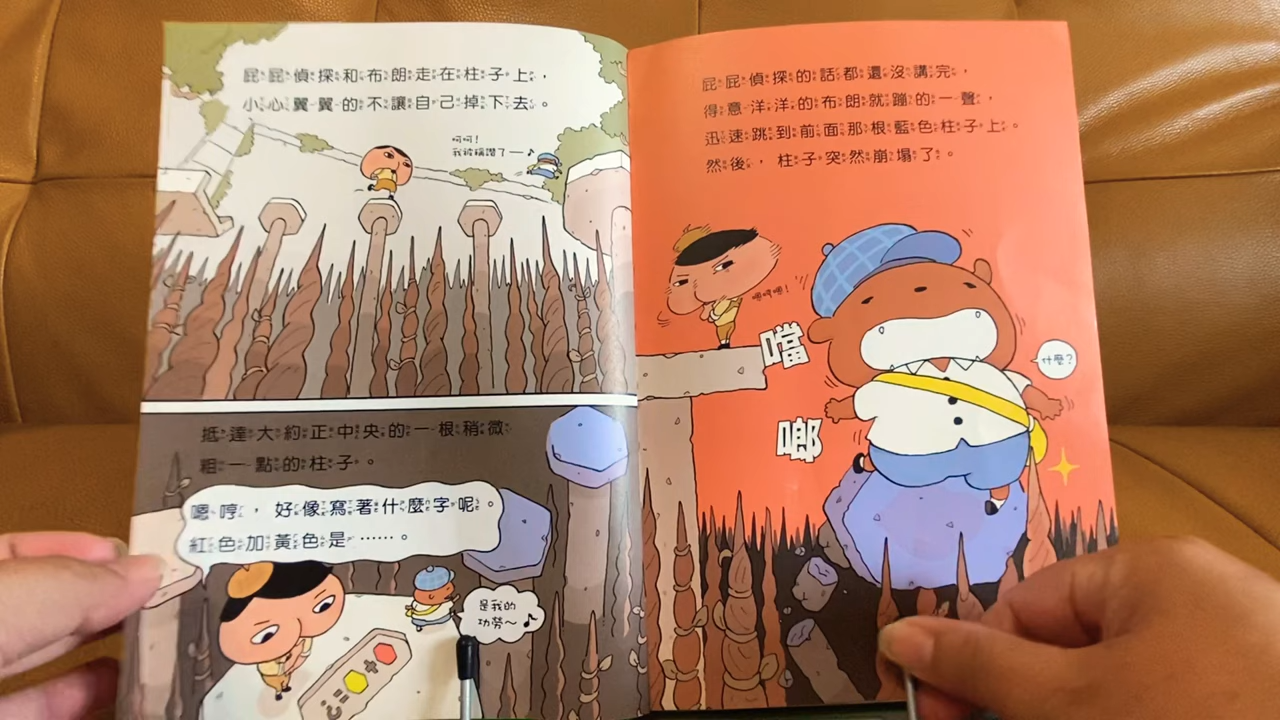 屁屁偵探和布朗走在柱子上，
小心翼翼的不讓自己掉下去。
呵呵！
我被稱讚了──♪
抵達大約正中央的一根稍微
粗一點的柱子。
嗯哼，好像寫著什麼字呢。
紅色加黃色是……。
是我的
功勞～♪
屁屁偵探的話都還沒講完，
得意洋洋的布朗就蹦的一聲，
迅速跳到前面那根藍色柱子上。
然後，柱子突然崩塌了。
什麼？
噹